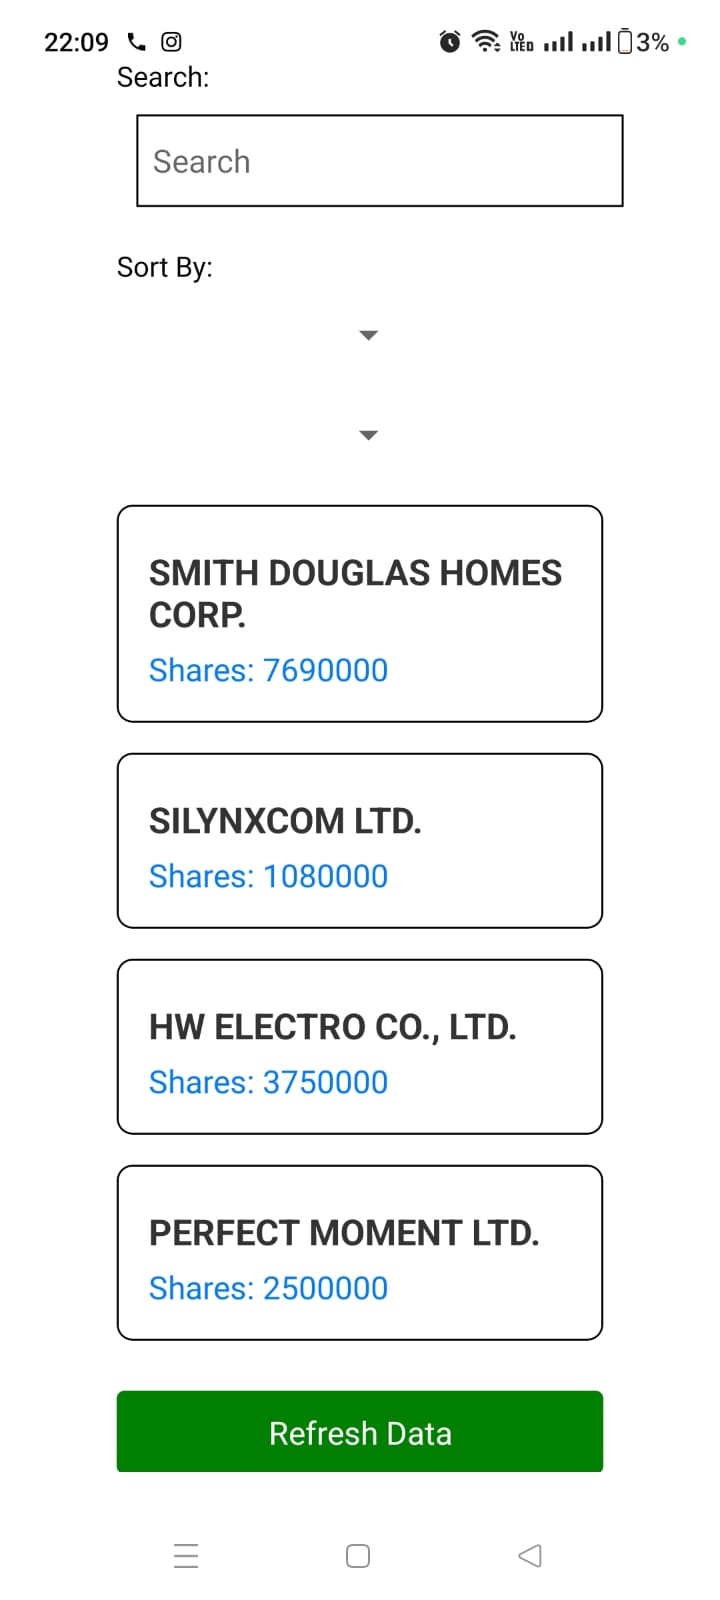 22:09 Vo LTED 3%
Search:
Search
Sort By:
SMITH DOUGLAS HOMES
CORP.
Shares: 7690000
SILYNXCOM LTD.
Shares: 1080000
HW ELECTRO CO., LTD.
Shares: 3750000
PERFECT MOMENT LTD.
Shares: 2500000
Refresh Data